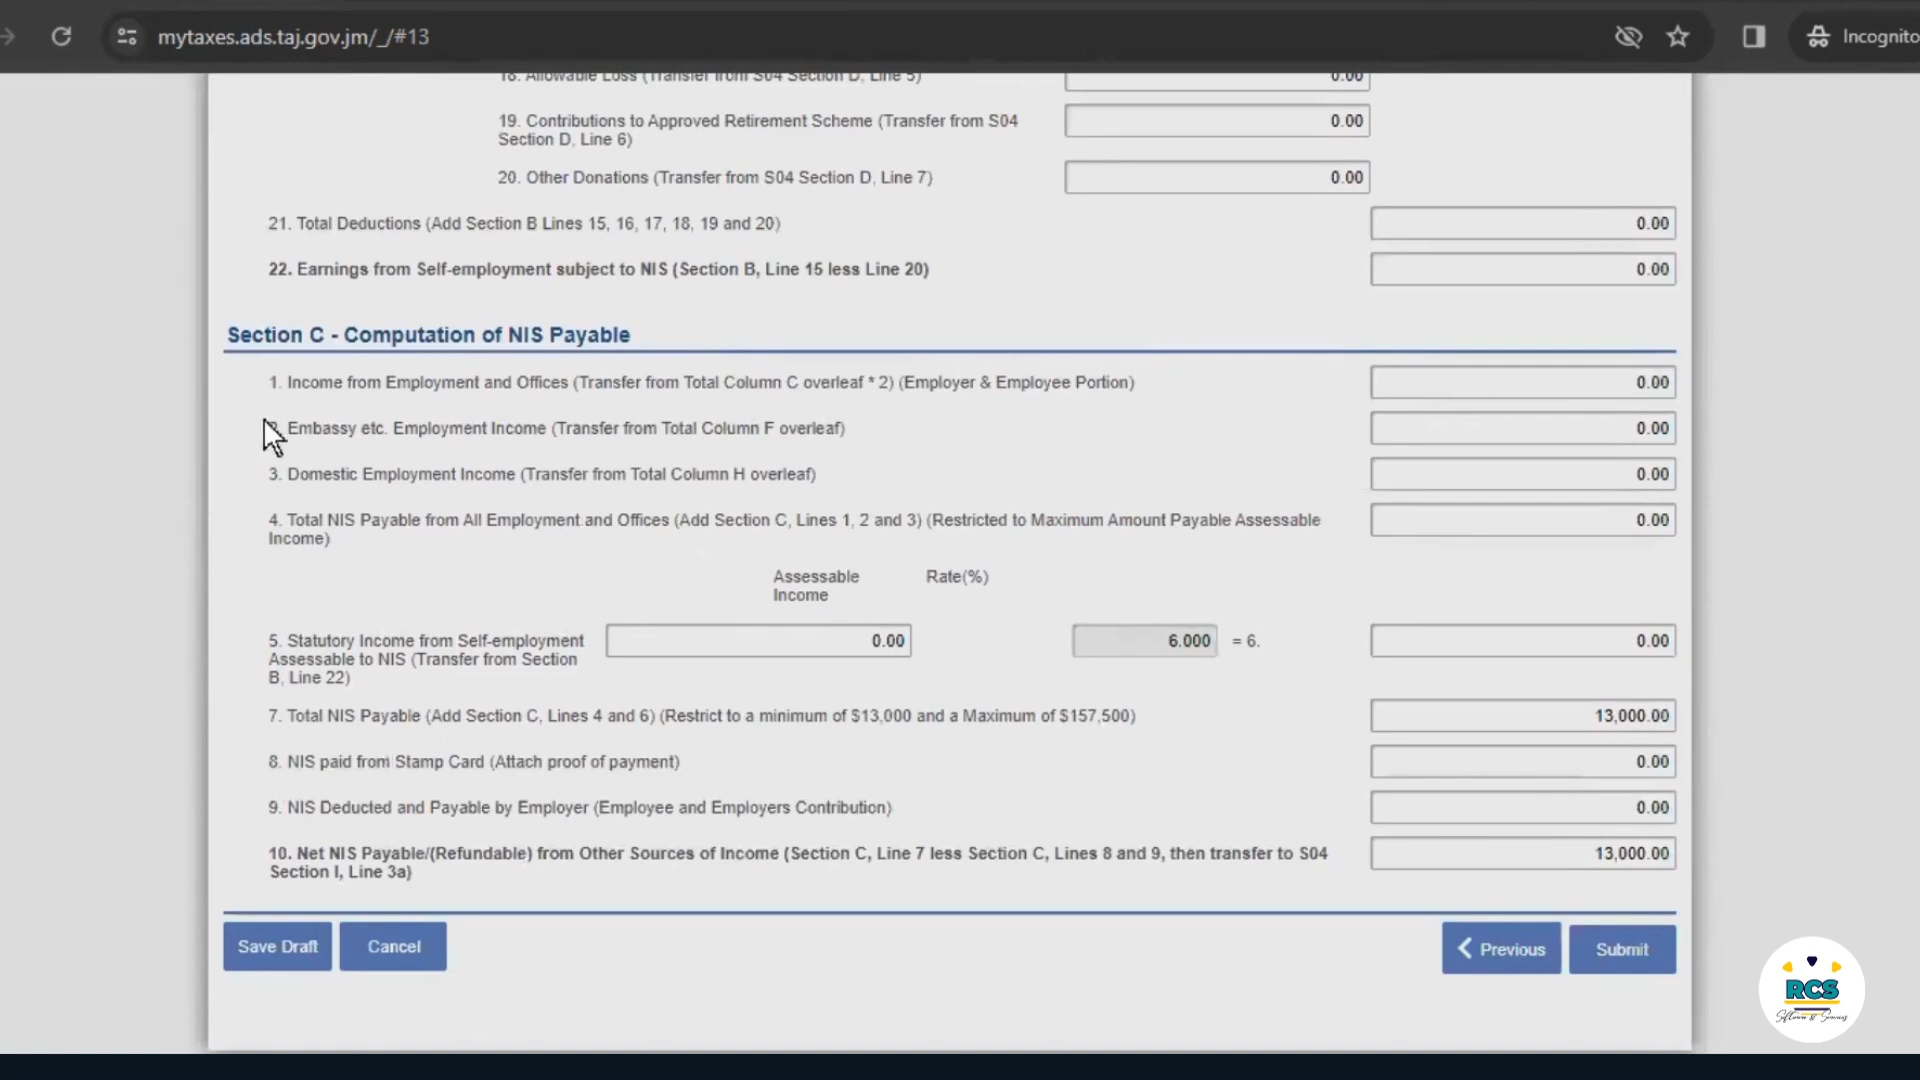 mytaxes.ads.taj.gov.jm/_/#13
Incognito
18. Allowable Loss (Transfer from S04 Section D, Line 5)
0.00
19. Contributions to Approved Retirement Scheme (Transfer from S04
Section D, Line 6)
0.00
20. Other Donations (Transfer from S04 Section D, Line 7)
0.00
21. Total Deductions (Add Section B Lines 15, 16, 17, 18, 19 and 20)
0.00
22. Earnings from Self-employment subject to NIS (Section B, Line 15 less Line 20)
0.00
Section C - Computation of NIS Payable
1. Income from Employment and Offices (Transfer from Total Column C overleaf * 2) (Employer & Employee Portion)
0.00
Embassy etc. Employment Income (Transfer from Total Column F overleaf)
0.00
3. Domestic Employment Income (Transfer from Total Column H overleaf)
0.00
4. Total NIS Payable from All Employment and Offices (Add Section C, Lines 1, 2 and 3) (Restricted to Maximum Amount Payable Assessable
Income)
0.00
Assessable
Income
Rate(%)
5. Statutory Income from Self-employment
Assessable to NIS (Transfer from Section
B, Line 22)
0.00
6.000
= 6.
0.00
7. Total NIS Payable (Add Section C, Lines 4 and 6) (Restrict to a minimum of $13,000 and a Maximum of $157,500)
13,000.00
8. NIS paid from Stamp Card (Attach proof of payment)
0.00
9. NIS Deducted and Payable by Employer (Employee and Employers Contribution)
0.00
10. Net NIS Payable/(Refundable) from Other Sources of Income (Section C, Line 7 less Section C, Lines 8 and 9, then transfer to S04
Section I, Line 3a)
13,000.00
Save Draft
Cancel
Previous
Submit
RCS